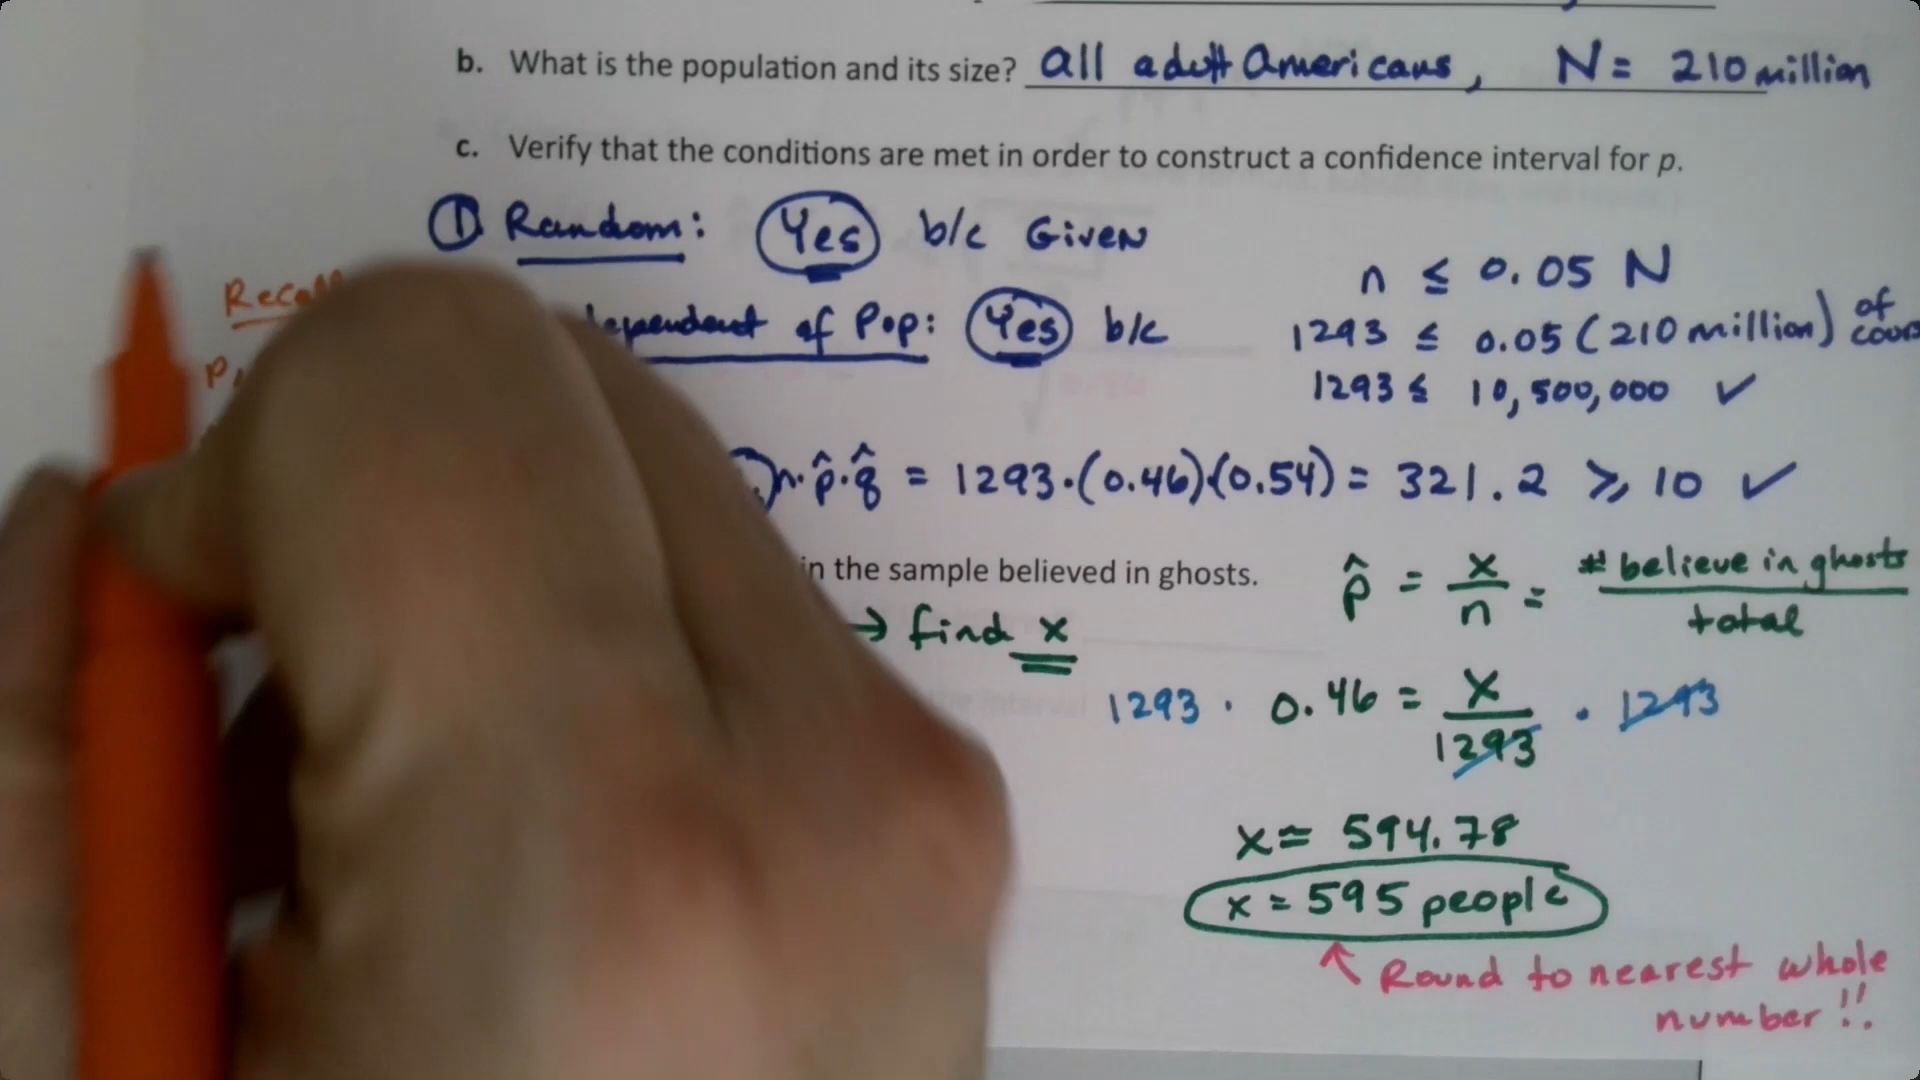 b. What is the population and its size? all adult Americans, N = 210 million
c. Verify that the conditions are met in order to construct a confidence interval for p.
① Random: Yes b/c Given
n ≤ 0.05 N
of Pop: Yes b/c
1293 ≤ 0.05 (210 million) of
1293 ≤ 10,500,000 ✓
n·p̂·q̂ = 1293·(0.46)·(0.54) = 321.2 ≥ 10 ✓
in the sample believed in ghosts.
p̂ = x/n = # believe in ghosts / total
→ find x
1293 · 0.46 = x/1293 · 1293
x ≈ 594.78
x = 595 people
↑ Round to nearest whole
number!!